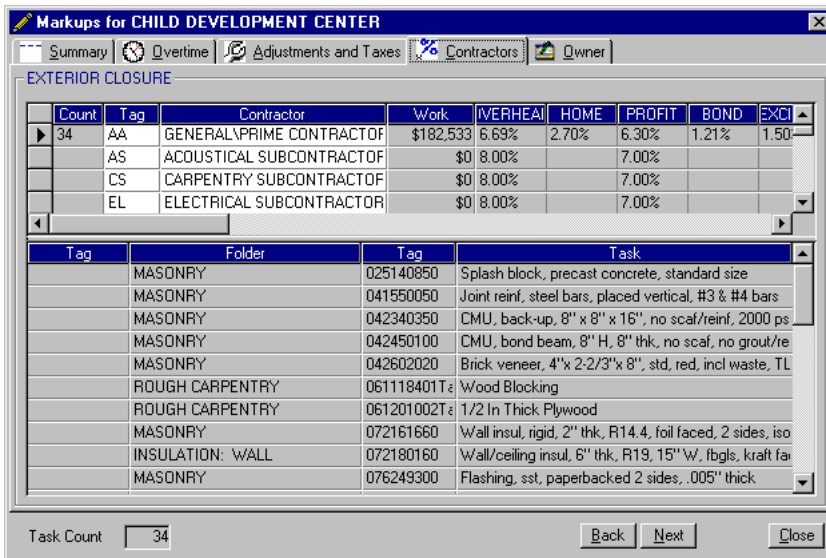 Markups for CHILD DEVELOPMENT CENTER
Summary Overtime Adjustments and Taxes Contractors Owner
EXTERIOR CLOSURE
Count Tag Contractor Work OVERHEAD HOME PROFIT BOND EXCI
34 AA GENERAL\PRIME CONTRACTOR $182,533 6.69% 2.70% 6.30% 1.21% 1.50
AS ACOUSTICAL SUBCONTRACTOR $0 8.00% 7.00%
CS CARPENTRY SUBCONTRACTOR $0 8.00% 7.00%
EL ELECTRICAL SUBCONTRACTOR $0 8.00% 7.00%
Tag Folder Tag Task
MASONRY 025140850 Splash block, precast concrete, standard size
MASONRY 041550050 Joint reinf, steel bars, placed vertical, #3 & #4 bars
MASONRY 042340350 CMU, back-up, 8" x 8" x 16", no scaf/reinf, 2000 ps
MASONRY 042450100 CMU, bond beam, 8" H, 8" thk, no scaf, no grout/re
MASONRY 042602020 Brick veneer, 4"x 2-2/3"x 8", std, red, incl waste, TL
ROUGH CARPENTRY 061118401Ta Wood Blocking
ROUGH CARPENTRY 061201002Ta 1/2 In Thick Plywood
MASONRY 072161660 Wall insul, rigid, 2" thk, R14.4, foil faced, 2 sides, iso
INSULATION: WALL 072180160 Wall/ceiling insul, 6" thk, R19, 15" W, fbgls, kraft fa
MASONRY 076249300 Flashing, sst, paperbacked 2 sides, .005" thick
Task Count 34 Back Next Close